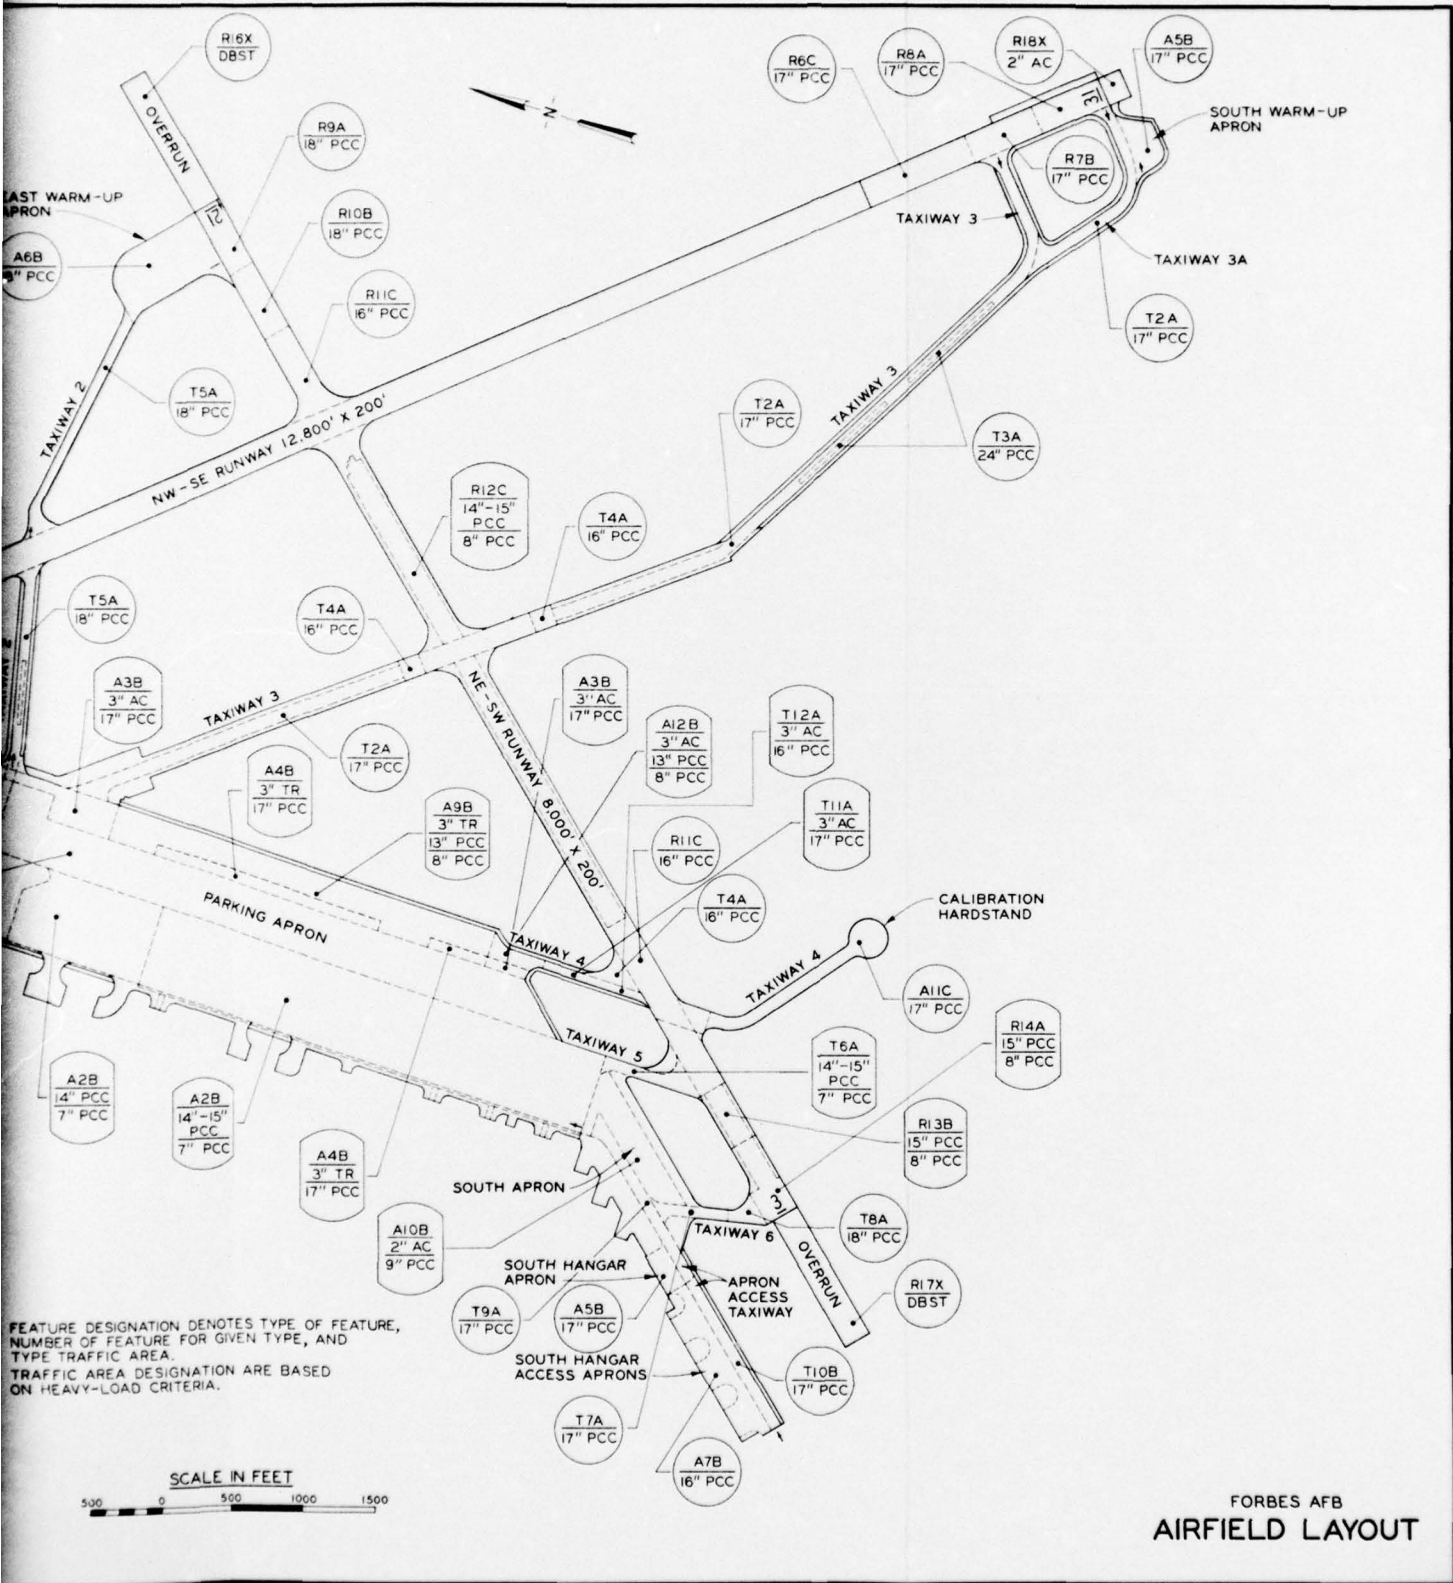 R16X
DBST
R6C
17" PCC
R8A
17" PCC
R18X
2" AC
A5B
17" PCC
SOUTH WARM-UP
APRON
31
OVERRUN
N
R9A
18" PCC
R7B
17" PCC
EAST WARM-UP
APRON
12
R10B
18" PCC
TAXIWAY 3
TAXIWAY 3A
A6B
" PCC
R11C
16" PCC
T2A
17" PCC
TAXIWAY 2
T5A
18" PCC
NW-SE RUNWAY 12,800' X 200'
T2A
17" PCC
TAXIWAY 3
T3A
24" PCC
R12C
14"-15"
PCC
8" PCC
T4A
16" PCC
T5A
18" PCC
T4A
16" PCC
WAY 2
A3B
3" AC
17" PCC
TAXIWAY 3
T2A
17" PCC
NE-SW RUNWAY 8,000' X 200'
A3B
3" AC
17" PCC
A12B
3" AC
13" PCC
8" PCC
T12A
3" AC
16" PCC
A4B
3" TR
17" PCC
A9B
3" TR
13" PCC
8" PCC
T11A
3" AC
17" PCC
R11C
16" PCC
T4A
16" PCC
PARKING APRON
TAXIWAY 4
CALIBRATION
HARDSTAND
TAXIWAY 4
A11C
17" PCC
TAXIWAY 5
T6A
14"-15"
PCC
7" PCC
R14A
15" PCC
8" PCC
A2B
14" PCC
7" PCC
A2B
14"-15"
PCC
7" PCC
A4B
3" TR
17" PCC
R13B
15" PCC
8" PCC
SOUTH APRON
31
A10B
2" AC
9" PCC
TAXIWAY 6
T8A
18" PCC
OVERRUN
SOUTH HANGAR
APRON
APRON
ACCESS
TAXIWAY
R17X
DBST
T9A
17" PCC
A5B
17" PCC
SOUTH HANGAR
ACCESS APRONS
T10B
17" PCC
T7A
17" PCC
A7B
16" PCC
FEATURE DESIGNATION DENOTES TYPE OF FEATURE,
NUMBER OF FEATURE FOR GIVEN TYPE, AND
TYPE TRAFFIC AREA.
TRAFFIC AREA DESIGNATION ARE BASED
ON HEAVY-LOAD CRITERIA.
SCALE IN FEET
500 0 500 1000 1500
FORBES AFB
AIRFIELD LAYOUT